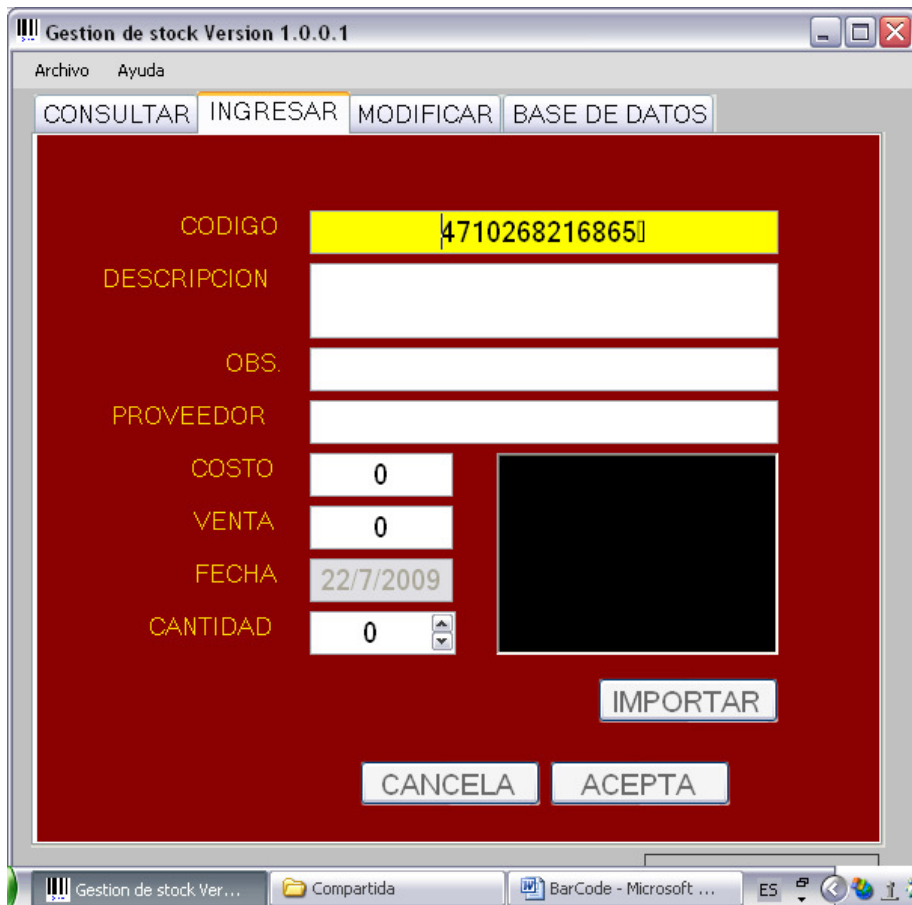 Gestion de stock Version 1.0.0.1
Archivo Ayuda
CONSULTAR INGRESAR MODIFICAR BASE DE DATOS
CODIGO 4710268216865▯
DESCRIPCION
OBS.
PROVEEDOR
COSTO 0
VENTA 0
FECHA 22/7/2009
CANTIDAD 0
IMPORTAR
CANCELA ACEPTA
Gestion de stock Ver... Compartida BarCode - Microsoft ... ES